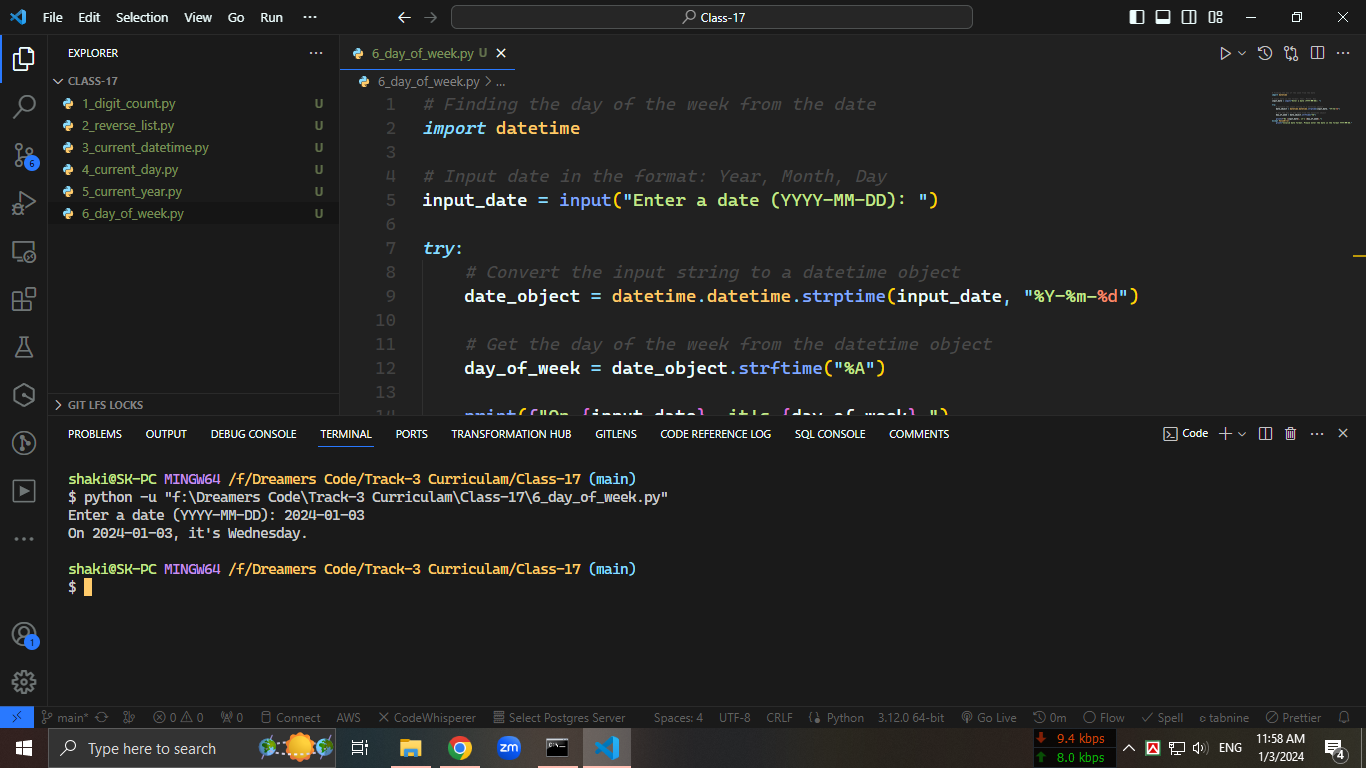 File Edit Selection View Go Run ··· Class-17
EXPLORER ···
CLASS-17
1_digit_count.py U
2_reverse_list.py U
3_current_datetime.py U
4_current_day.py U
5_current_year.py U
6_day_of_week.py U
GIT LFS LOCKS
6
1
6_day_of_week.py U
6_day_of_week.py > ...
1 # Finding the day of the week from the date
2 import datetime
3
4 # Input date in the format: Year, Month, Day
5 input_date = input("Enter a date (YYYY-MM-DD): ")
6
7 try:
8 # Convert the input string to a datetime object
9 date_object = datetime.datetime.strptime(input_date, "%Y-%m-%d")
10
11 # Get the day of the week from the datetime object
12 day_of_week = date_object.strftime("%A")
13
14 print(f"On {input_date}, it's {day_of_week}.")
PROBLEMS OUTPUT DEBUG CONSOLE TERMINAL PORTS TRANSFORMATION HUB GITLENS CODE REFERENCE LOG SQL CONSOLE COMMENTS Code
shaki@SK-PC MINGW64 /f/Dreamers Code/Track-3 Curriculam/Class-17 (main)
$ python -u "f:\Dreamers Code\Track-3 Curriculam\Class-17\6_day_of_week.py"
Enter a date (YYYY-MM-DD): 2024-01-03
On 2024-01-03, it's Wednesday.
shaki@SK-PC MINGW64 /f/Dreamers Code/Track-3 Curriculam/Class-17 (main)
$
main* 0 0 0 Connect AWS CodeWhisperer Select Postgres Server Spaces: 4 UTF-8 CRLF Python 3.12.0 64-bit Go Live 0m Flow Spell tabnine Prettier
Type here to search zm 9.4 kbps ENG 11:58 AM
8.0 kbps 1/3/2024 4